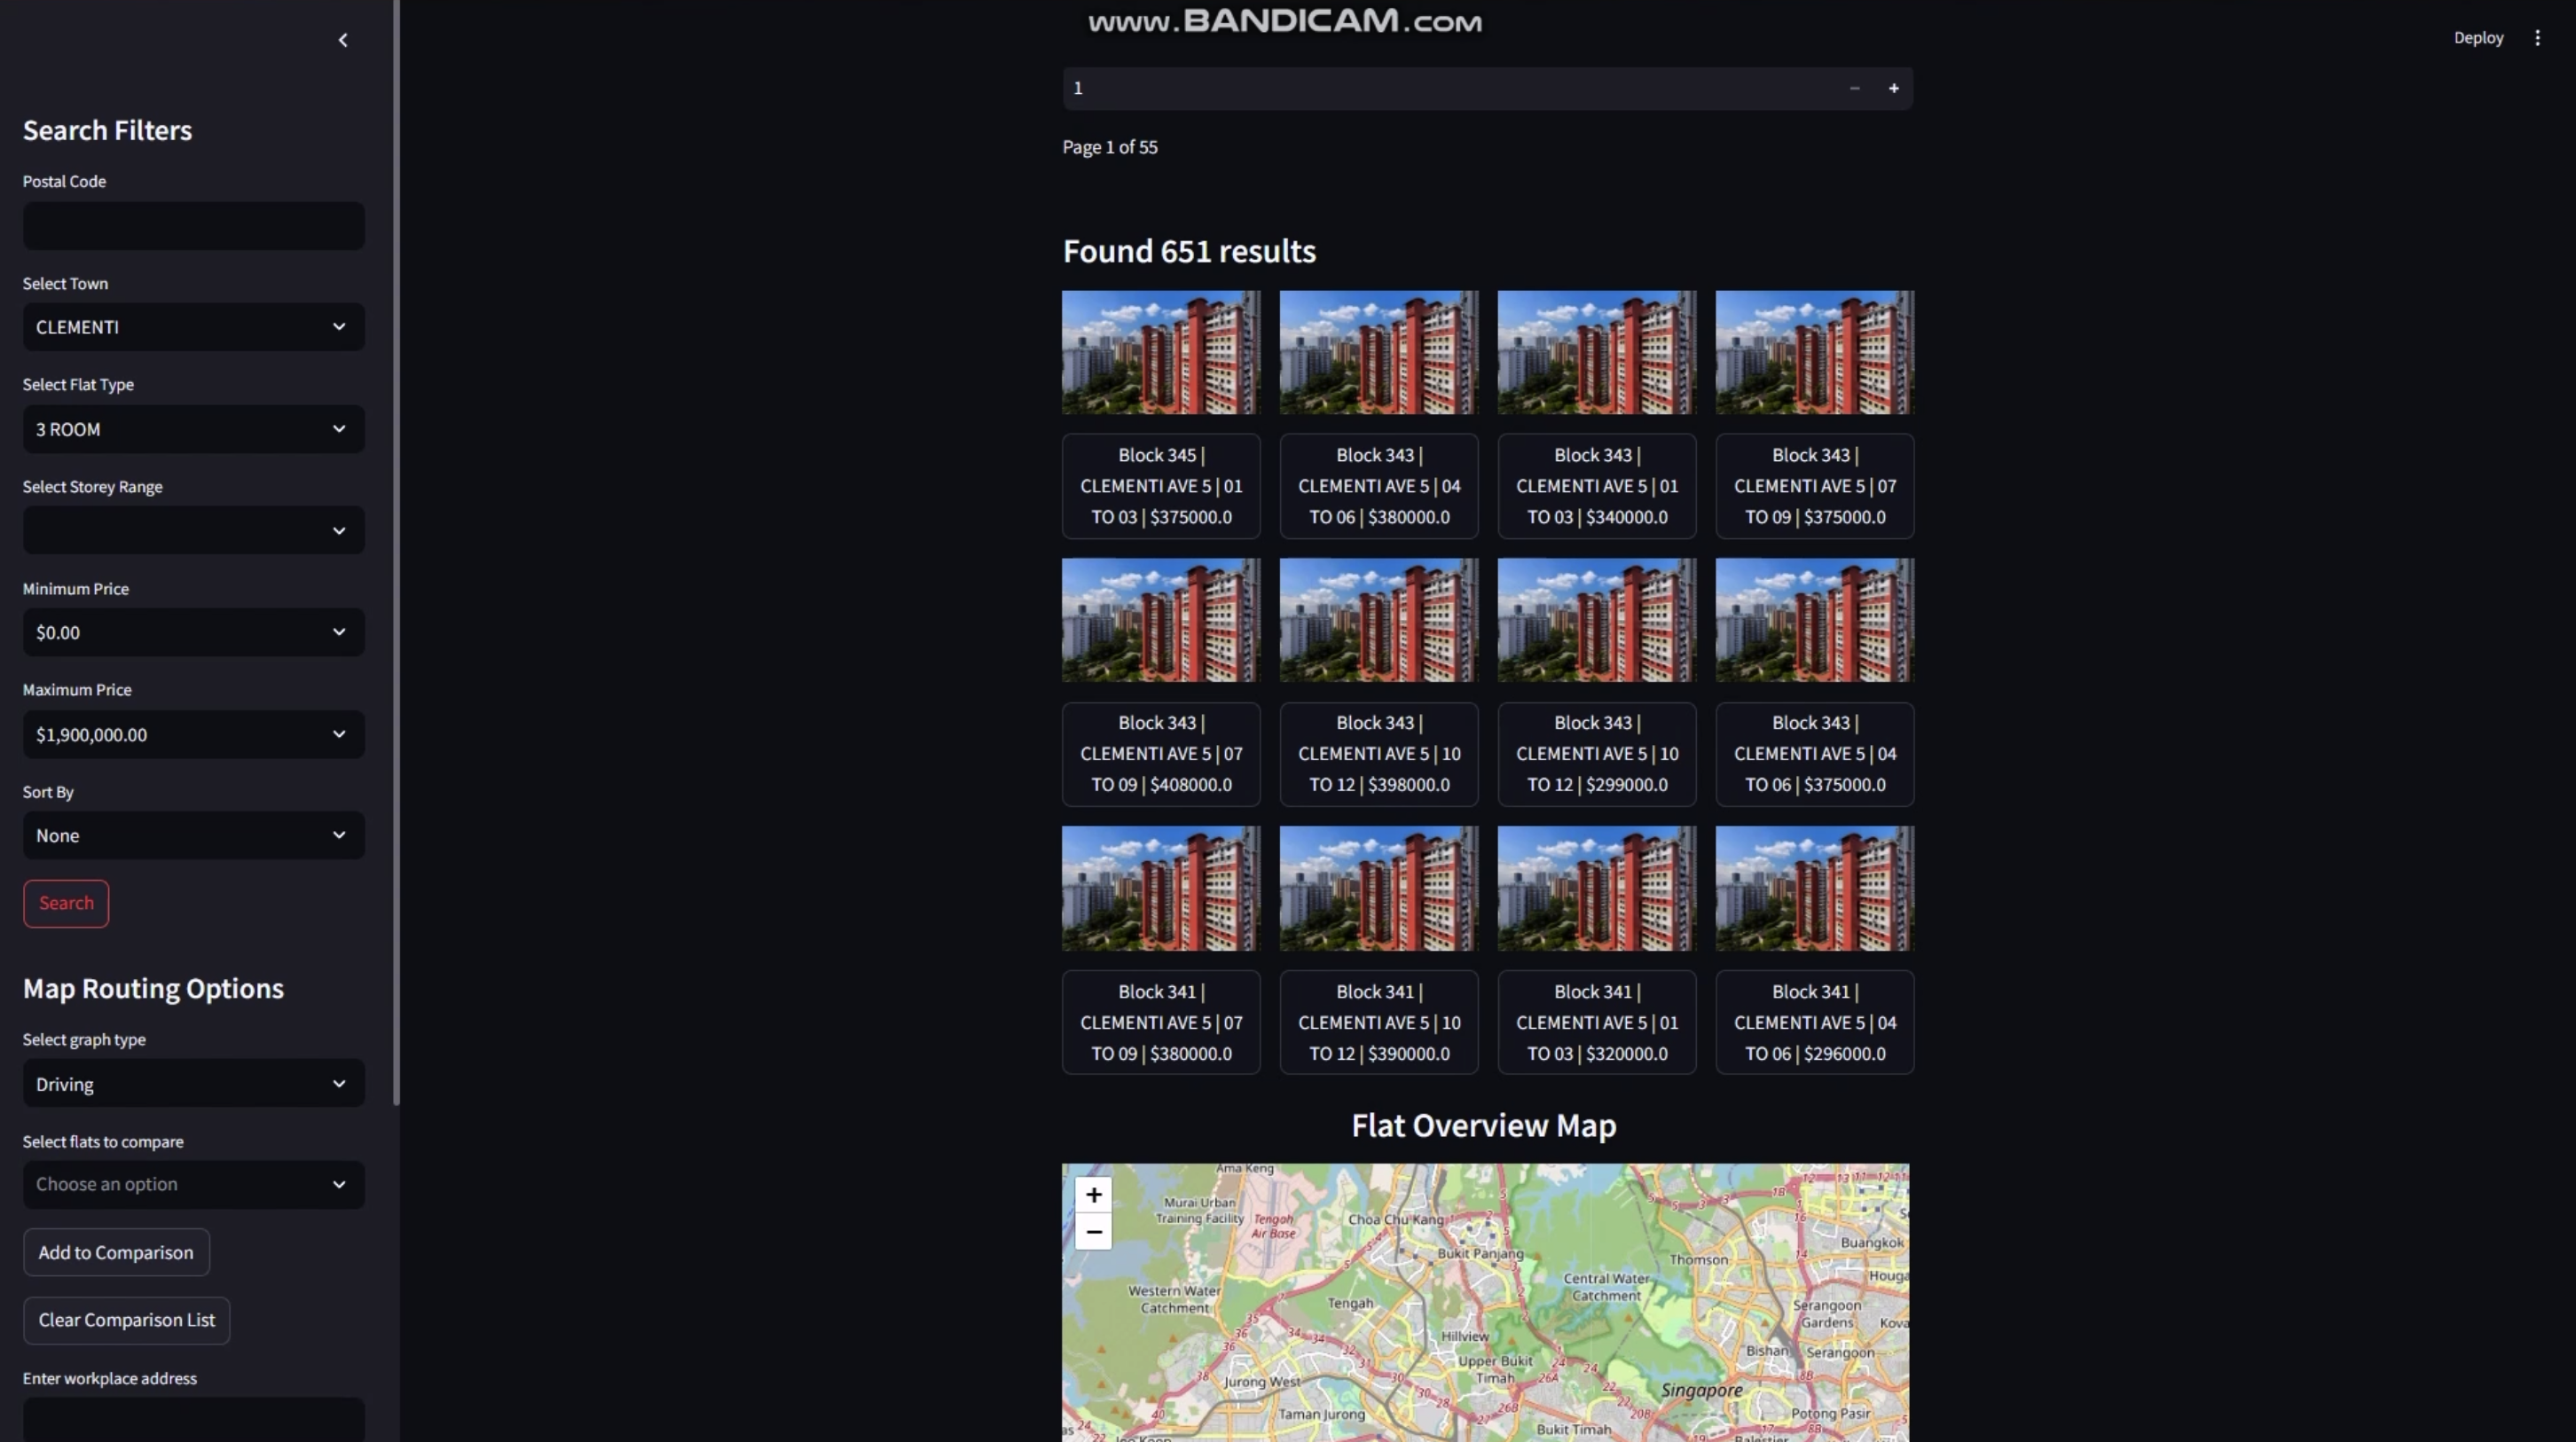 www.BANDICAM.com
Deploy
Search Filters
Postal Code
Select Town
CLEMENTI
Select Flat Type
3 ROOM
Select Storey Range
Minimum Price
$0.00
Maximum Price
$1,900,000.00
Sort By
None
Search
Map Routing Options
Select graph type
Driving
Select flats to compare
Choose an option
Add to Comparison
Clear Comparison List
Enter workplace address
1
Page 1 of 55
Found 651 results
Block 345 |
CLEMENTI AVE 5 | 01
TO 03 | $375000.0
Block 343 |
CLEMENTI AVE 5 | 04
TO 06 | $380000.0
Block 343 |
CLEMENTI AVE 5 | 01
TO 03 | $340000.0
Block 343 |
CLEMENTI AVE 5 | 07
TO 09 | $375000.0
Block 343 |
CLEMENTI AVE 5 | 07
TO 09 | $408000.0
Block 343 |
CLEMENTI AVE 5 | 10
TO 12 | $398000.0
Block 343 |
CLEMENTI AVE 5 | 10
TO 12 | $299000.0
Block 343 |
CLEMENTI AVE 5 | 04
TO 06 | $375000.0
Block 341 |
CLEMENTI AVE 5 | 07
TO 09 | $380000.0
Block 341 |
CLEMENTI AVE 5 | 10
TO 12 | $390000.0
Block 341 |
CLEMENTI AVE 5 | 01
TO 03 | $320000.0
Block 341 |
CLEMENTI AVE 5 | 04
TO 06 | $296000.0
Flat Overview Map
Ama Keng
Murai Urban
Training Facility
Tengah
Air Base
Choa Chu Kang
Bukit Panjang
Thomson
Buangkok
Central Water
Catchment
Western Water
Catchment
Tengah
Serangoon
Gardens
Hillview
Bishan
Serangoon
Upper Bukit
Timah
Jurong West
Singapore
Taman Jurong
Potong Pasir
Bukit Timah